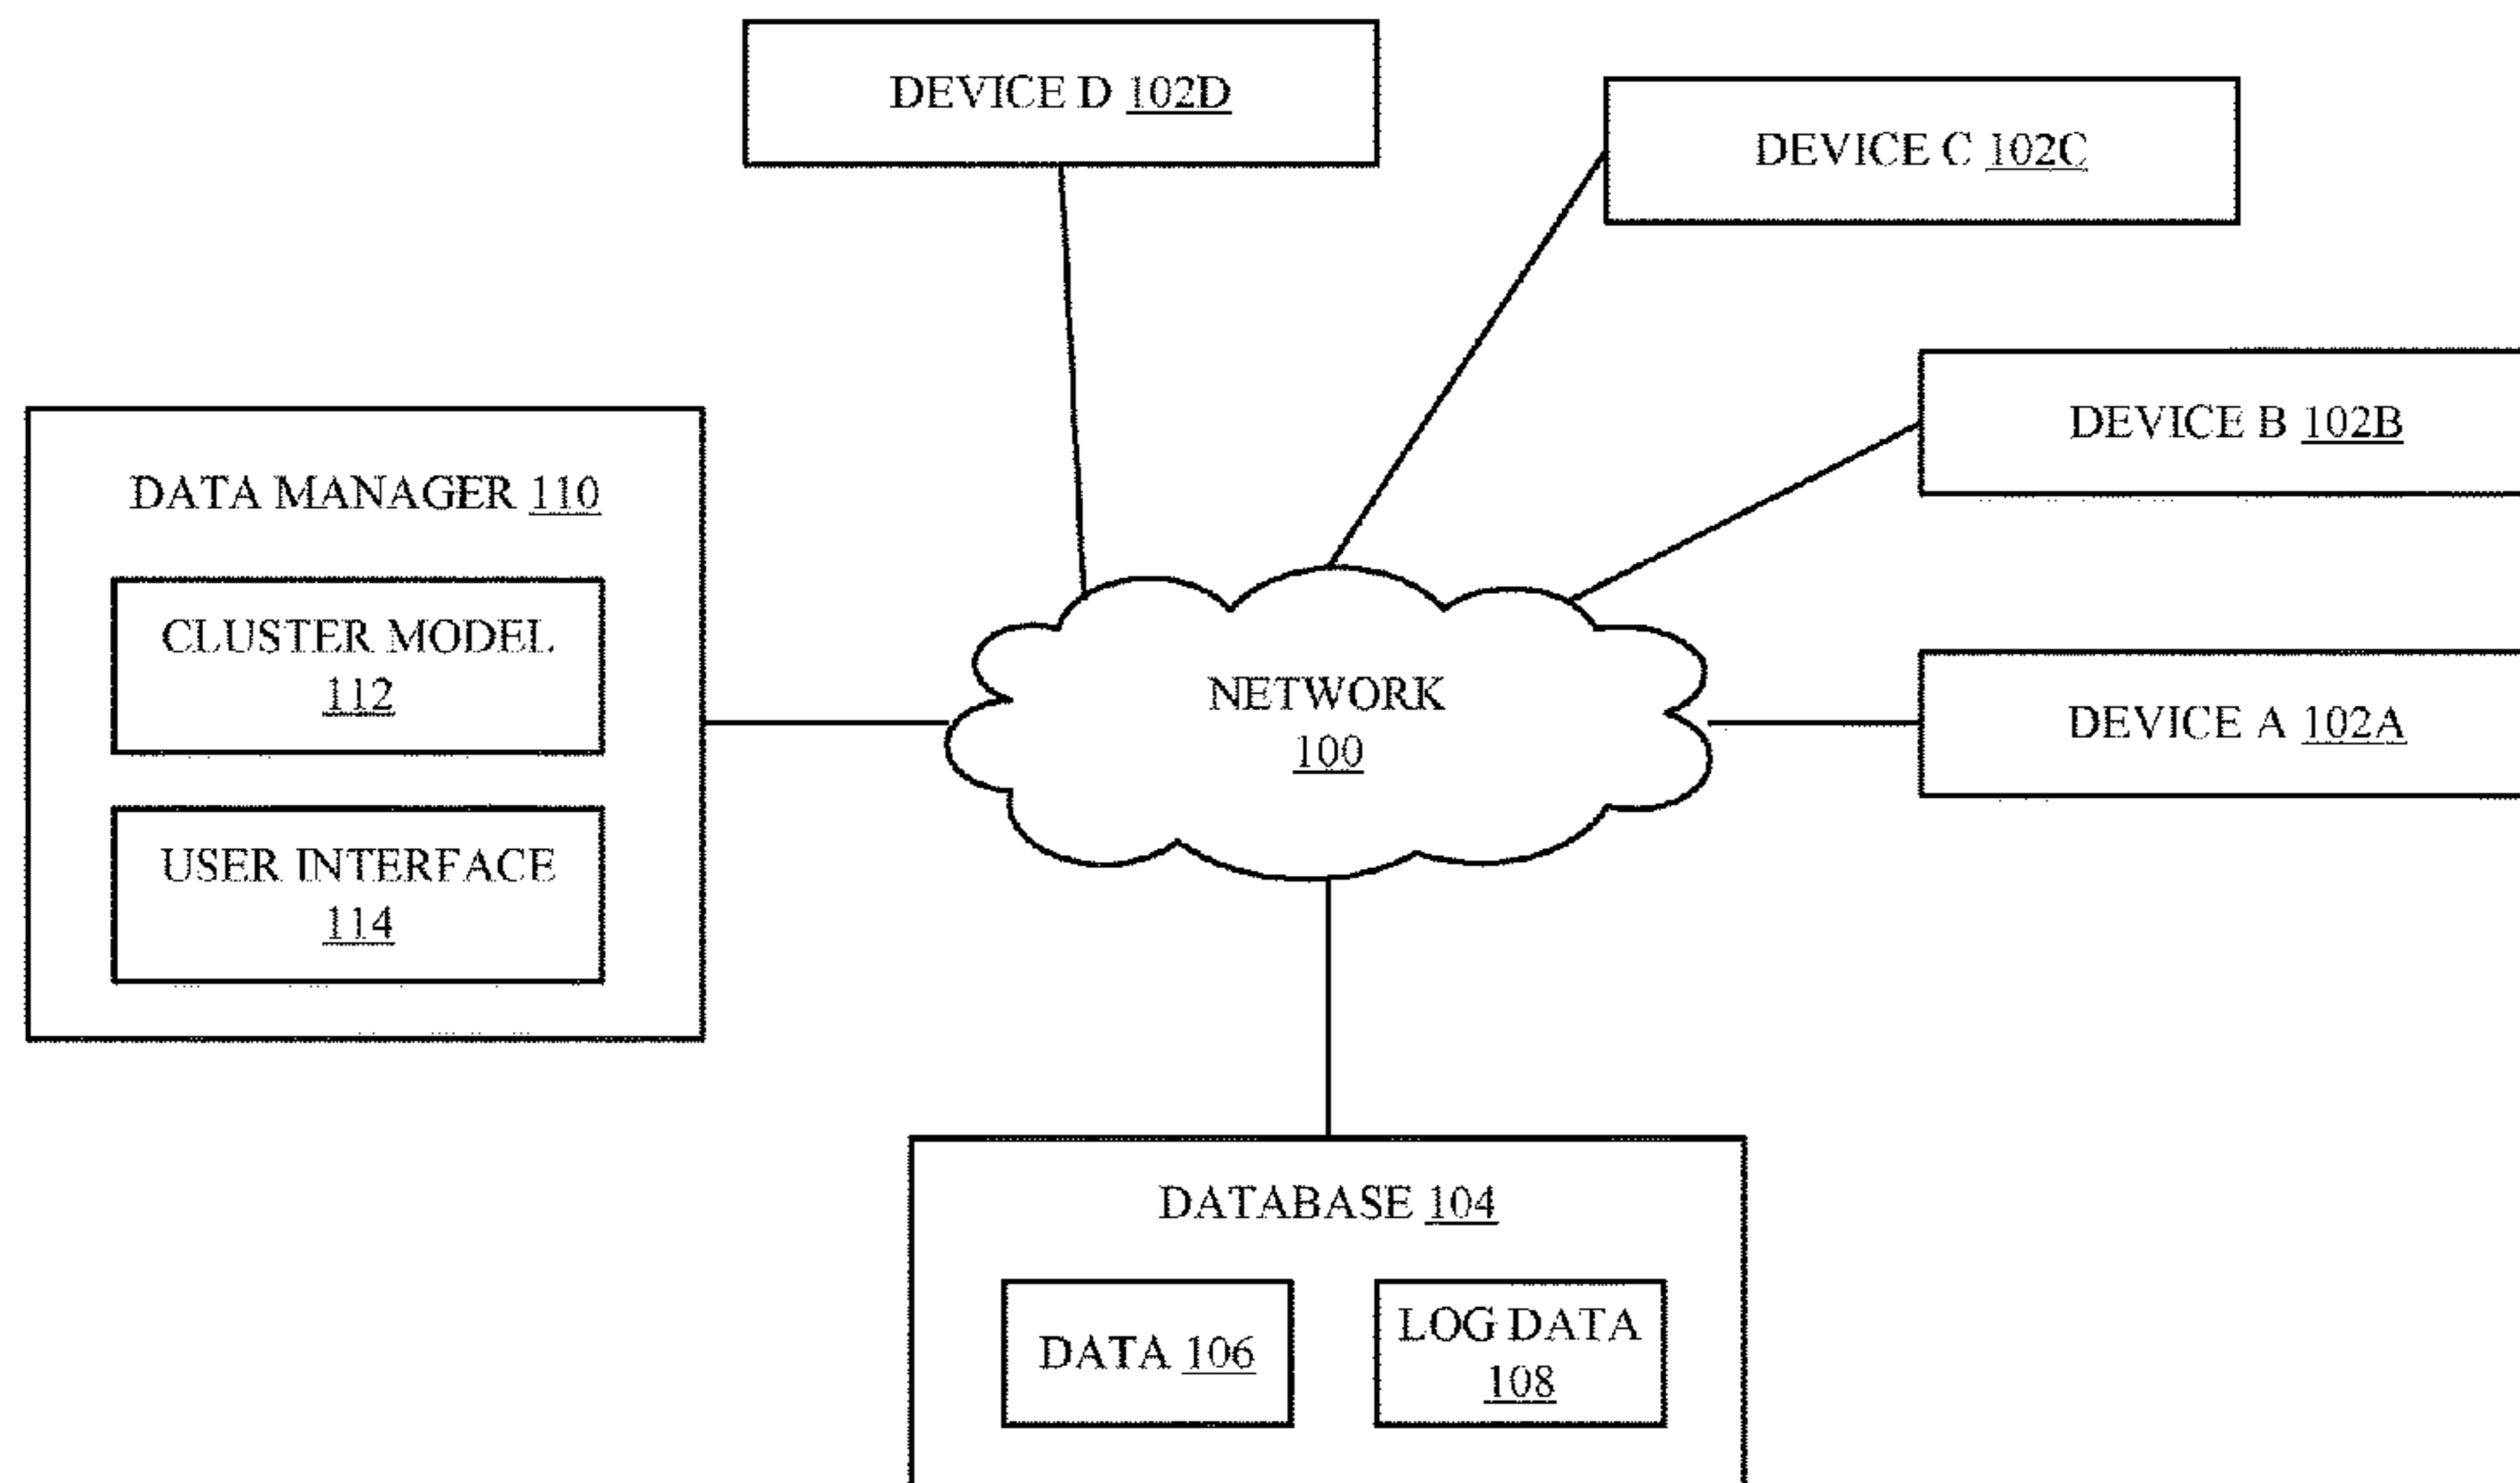 DEVICE D 102D
DEVICE C 102C
DEVICE B 102B
DATA MANAGER 110
CLUSTER MODEL
112
USER INTERFACE
114
NETWORK
100
DEVICE A 102A
DATABASE 104
DATA 106
LOG DATA
108